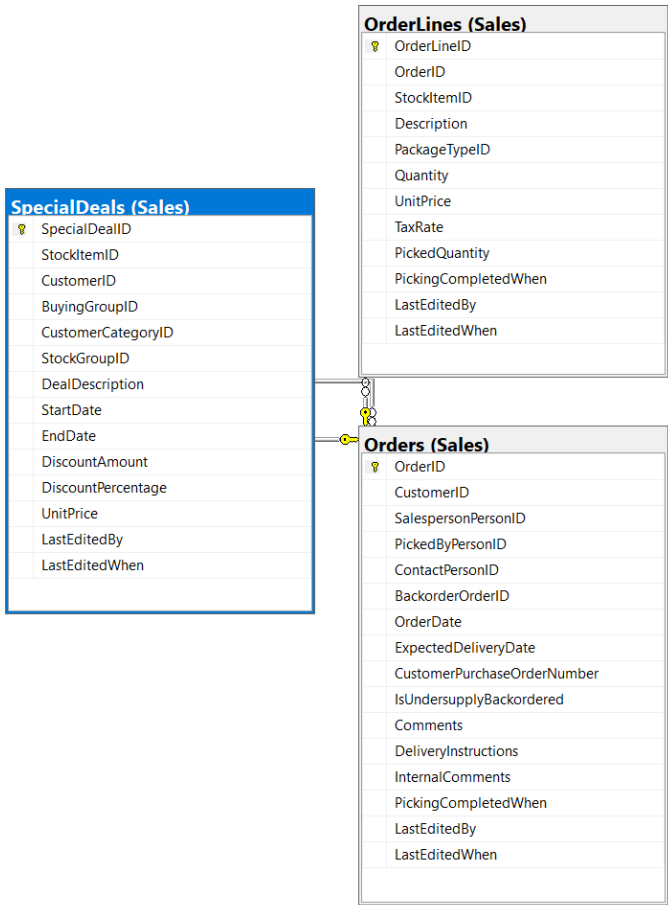 OrderLines (Sales)
OrderLineID
OrderID
StockItemID
Description
PackageTypeID
Quantity
UnitPrice
TaxRate
PickedQuantity
PickingCompletedWhen
LastEditedBy
LastEditedWhen
SpecialDeals (Sales)
SpecialDealID
StockItemID
CustomerID
BuyingGroupID
CustomerCategoryID
StockGroupID
DealDescription
StartDate
EndDate
DiscountAmount
DiscountPercentage
UnitPrice
LastEditedBy
LastEditedWhen
Orders (Sales)
OrderID
CustomerID
SalespersonPersonID
PickedByPersonID
ContactPersonID
BackorderOrderID
OrderDate
ExpectedDeliveryDate
CustomerPurchaseOrderNumber
IsUndersupplyBackordered
Comments
DeliveryInstructions
InternalComments
PickingCompletedWhen
LastEditedBy
LastEditedWhen